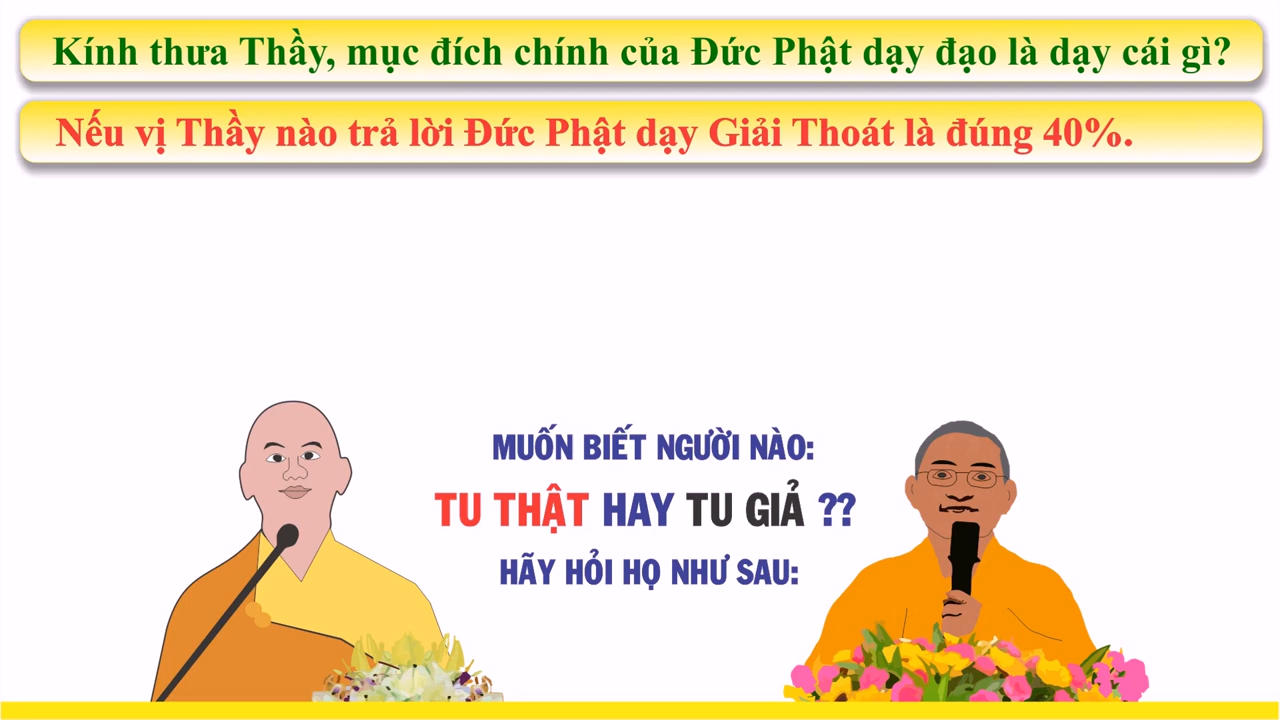 Kính thưa Thầy, mục đích chính của Đức Phật dạy đạo là dạy cái gì?
Nếu vị Thầy nào trả lời Đức Phật dạy Giải Thoát là đúng 40%.
MUỐN BIẾT NGƯỜI NÀO:
TU THẬT HAY TU GIẢ ??
HÃY HỎI HỌ NHƯ SAU: